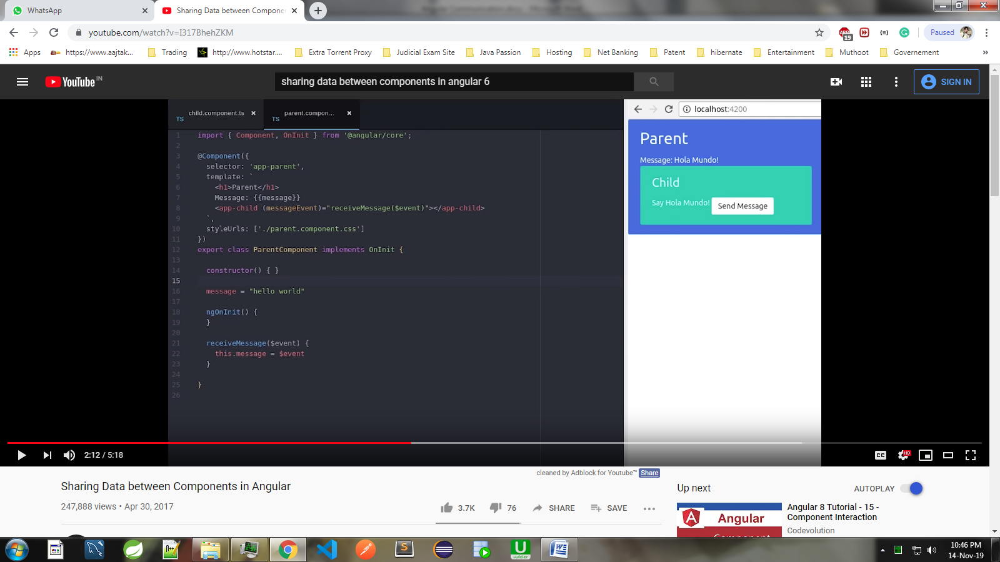 WhatsApp
Sharing Data between Componen
youtube.com/watch?v=I317BhehZKM
19
Paused
Apps
https://www.aajtak...
Trading
http://www.hotstar....
Extra Torrent Proxy
Judicial Exam Site
Java Passion
Hosting
Net Banking
Patent
hibernate
Entertainment
Muthoot
Governement
»
YouTube IN
sharing data between components in angular 6
SIGN IN
TS child.component.ts ×
TS parent.compon... ×
1 import { Component, OnInit } from '@angular/core';
2
3 @Component({
4 selector: 'app-parent',
5 template: `
6 <h1>Parent</h1>
7 Message: {{message}}
8 <app-child (messageEvent)="receiveMessage($event)"></app-child>
9 `,
10 styleUrls: ['./parent.component.css']
11 })
12 export class ParentComponent implements OnInit {
13
14 constructor() { }
15
16 message = "hello world"
17
18 ngOnInit() {
19 }
20
21 receiveMessage($event) {
22 this.message = $event
23 }
24
25 }
26
localhost:4200
Parent
Message: Hola Mundo!
Child
Say Hola Mundo! Send Message
2:12 / 5:18
CC
HD
cleaned by Adblock for Youtube™ Share
Sharing Data between Components in Angular
247,888 views • Apr 30, 2017
3.7K
76
SHARE
SAVE
Up next
AUTOPLAY
Angular
Angular 8 Tutorial - 15 -
Component Interaction
Codevolution
10:46 PM
14-Nov-19